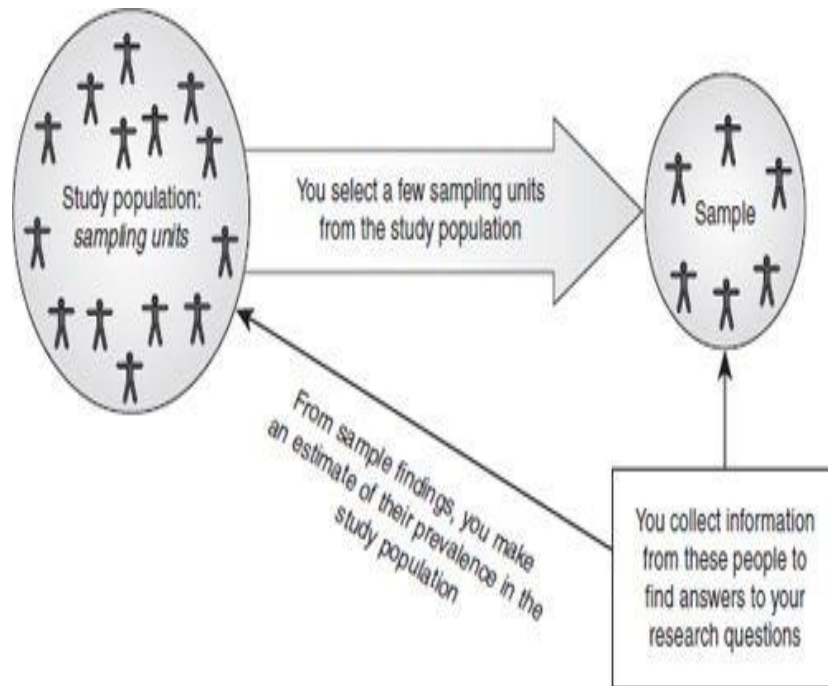 Study population:
sampling units
You select a few sampling units
from the study population
Sample
From sample findings, you make
an estimate of their prevalence in the
study population
You collect information
from these people to
find answers to your
research questions